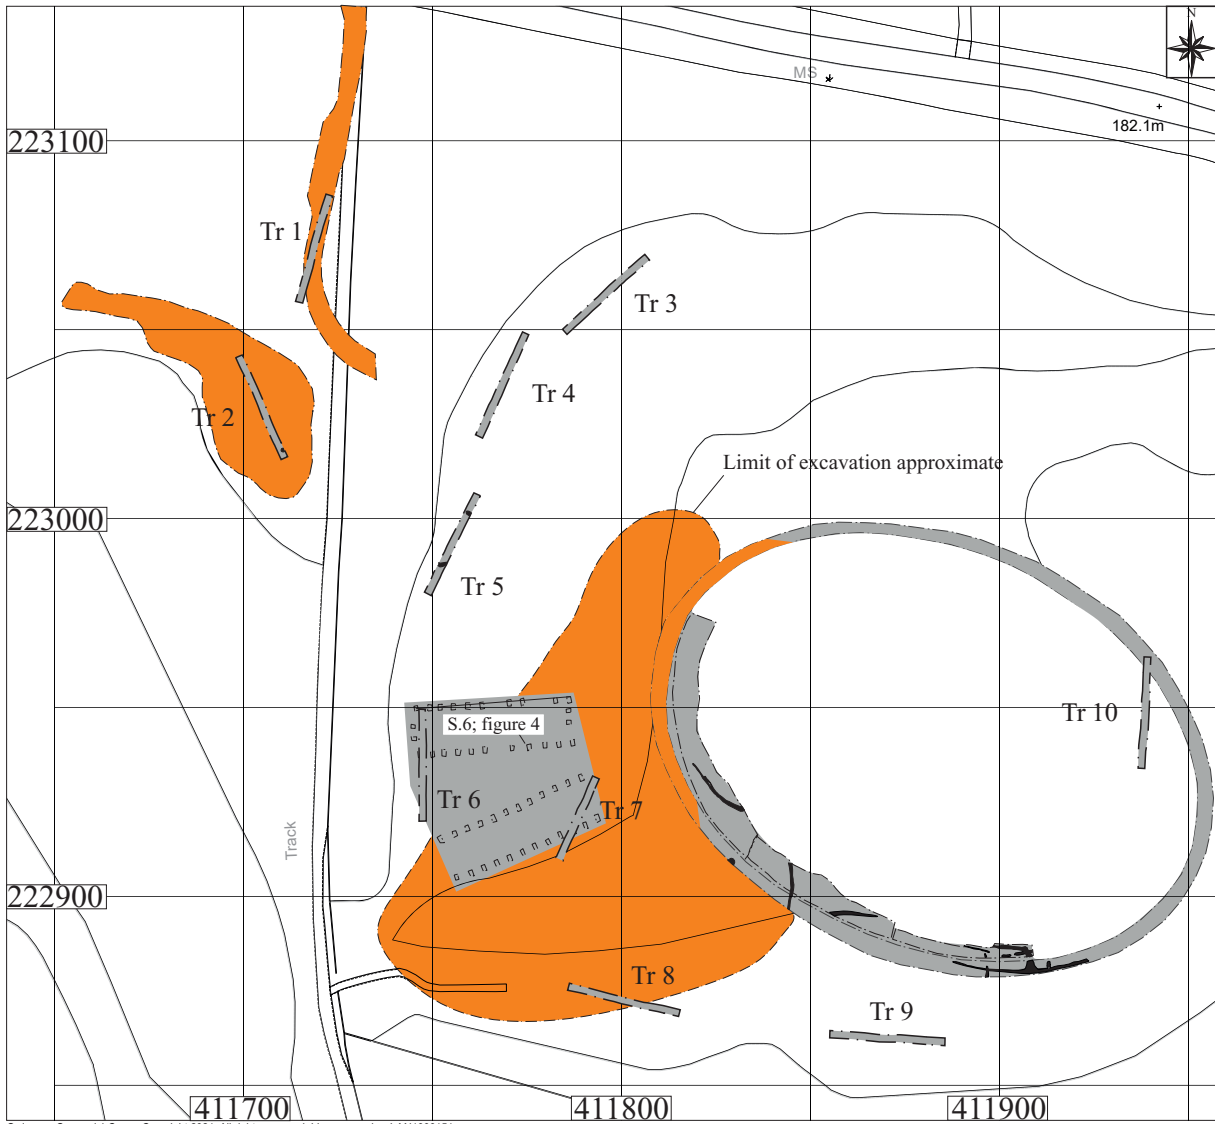 N
MS
182.1m
223100
Tr 1
Tr 3
Tr 4
Tr 2
Limit of excavation approximate
223000
Tr 5
Tr 10
S.6; figure 4
Tr 6
Tr 7
Track
222900
Tr 8
Tr 9
411700
411800
411900